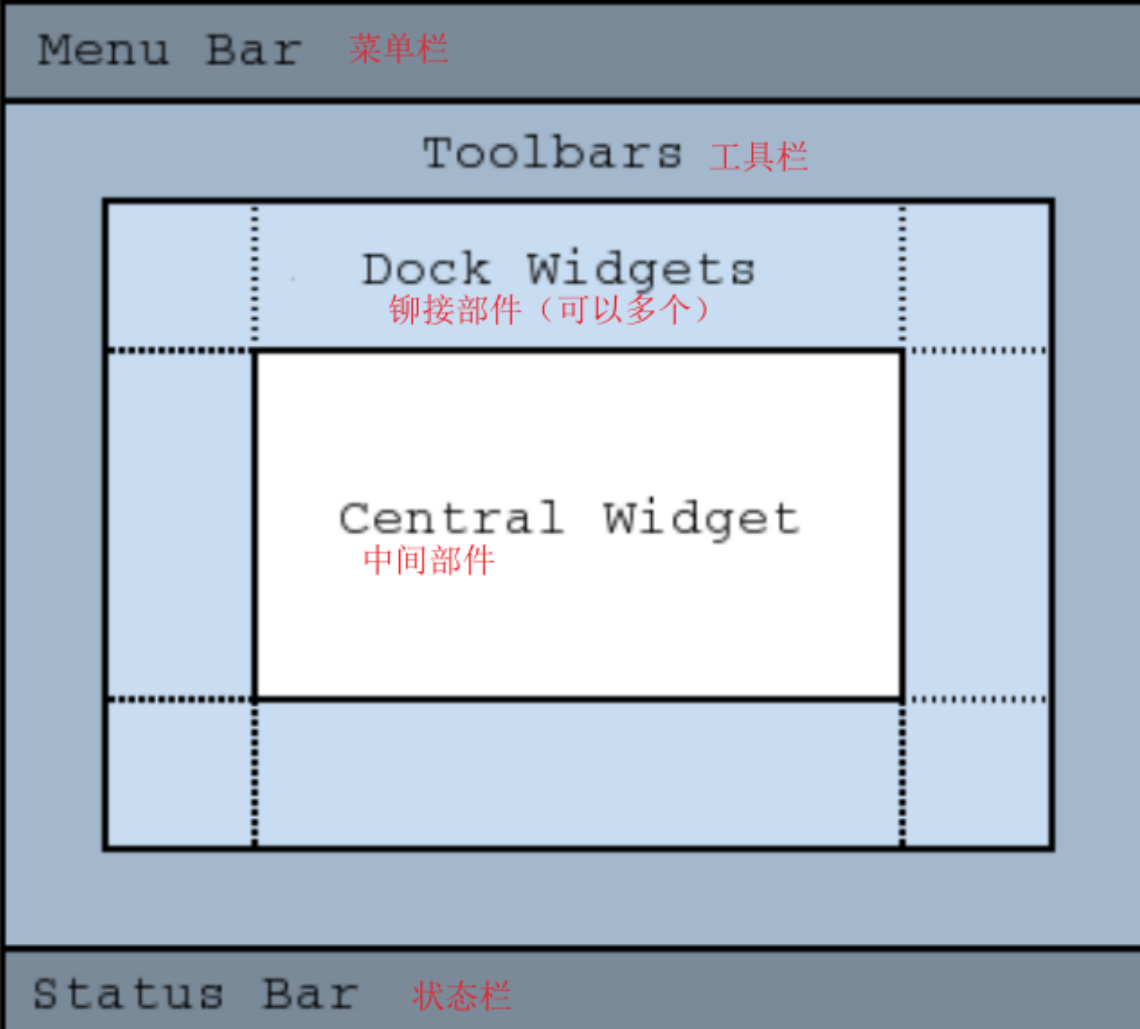 Menu Bar 菜单栏
Toolbars 工具栏
Dock Widgets
铆接部件（可以多个）
Central Widget
中间部件
Status Bar 状态栏